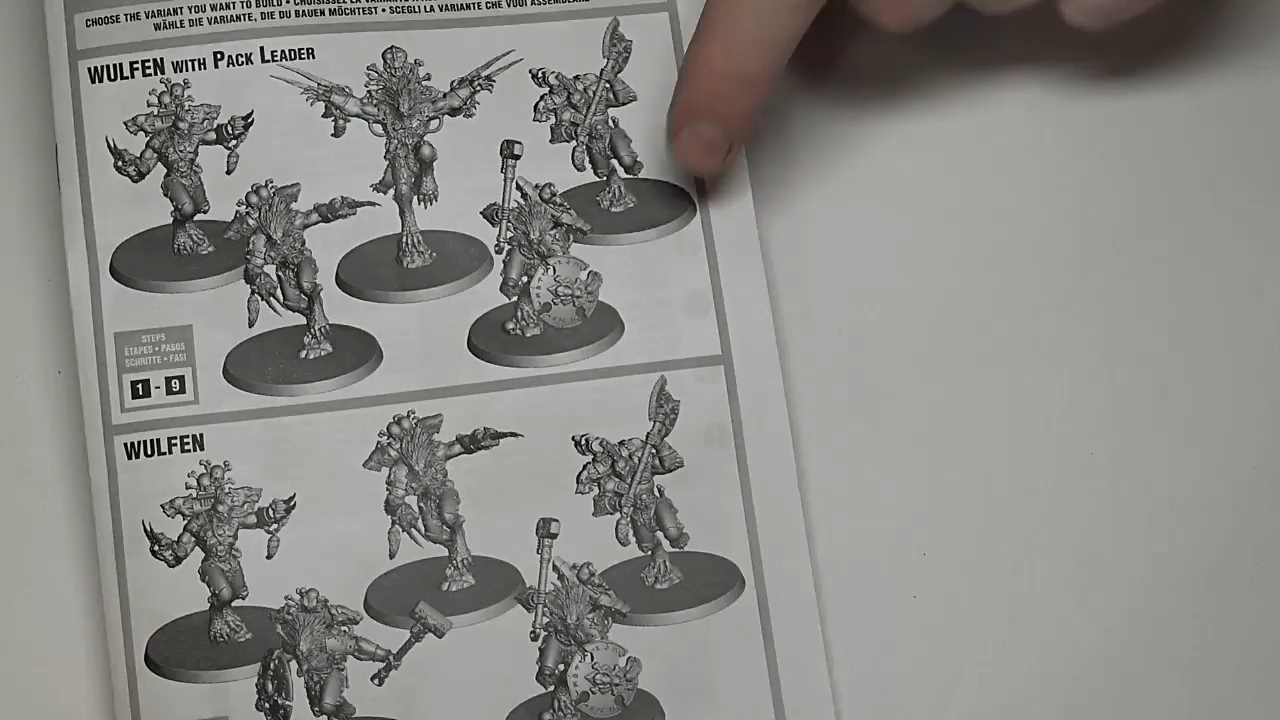 CHOOSE THE VARIANT YOU WANT TO BUILD • CHOISISSEZ LA
WÄHLE DIE VARIANTE, DIE DU BAUEN MÖCHTEST • SCEGLI LA VARIANTE CHE VUOI ASSEMBLARE
WULFEN WITH PACK LEADER
STEPS
ÉTAPES • PASOS
SCHRITTE • FASI
1 - 9
WULFEN